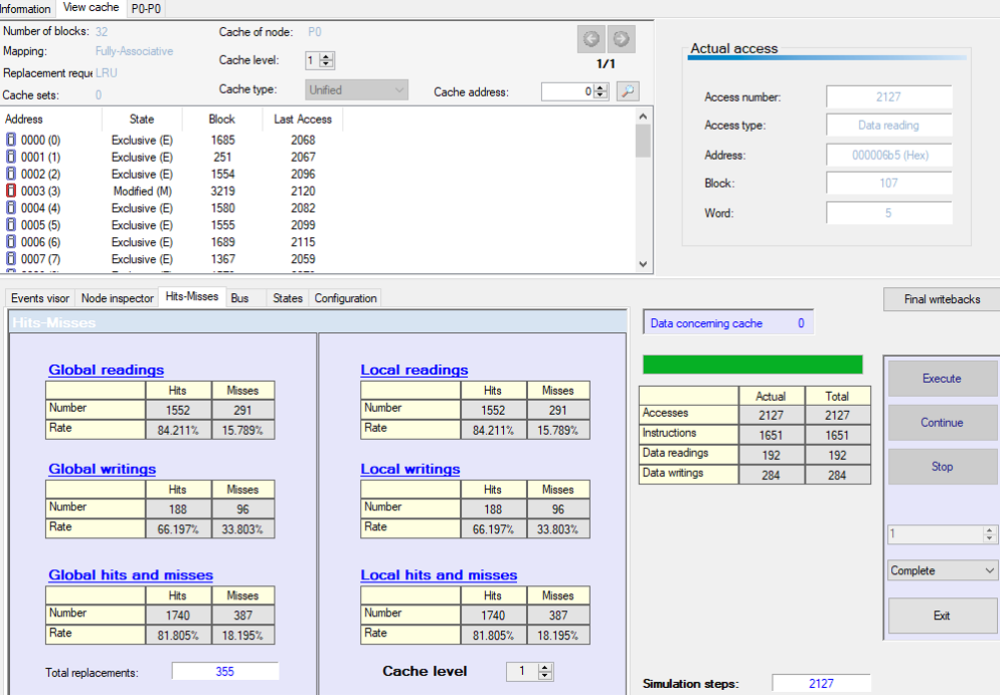 Information View cache P0-P0
Number of blocks: 32
Mapping: Fully-Associative
Replacement reque LRU
Cache sets: 0
Cache of node: P0
Cache level: 1
Cache type: Unified
1/1
Cache address: 0
Address State Block Last Access
0000 (0) Exclusive (E) 1685 2068
0001 (1) Exclusive (E) 251 2067
0002 (2) Exclusive (E) 1554 2096
0003 (3) Modified (M) 3219 2120
0004 (4) Exclusive (E) 1580 2082
0005 (5) Exclusive (E) 1555 2099
0006 (6) Exclusive (E) 1689 2115
0007 (7) Exclusive (E) 1367 2059
Actual access
Access number: 2127
Access type: Data reading
Address: 000006b5 (Hex)
Block: 107
Word: 5
Events visor Node inspector Hits-Misses Bus States Configuration
Hits-Misses
Global readings
Hits Misses
Number 1552 291
Rate 84.211% 15.789%
Global writings
Hits Misses
Number 188 96
Rate 66.197% 33.803%
Global hits and misses
Hits Misses
Number 1740 387
Rate 81.805% 18.195%
Total replacements: 355
Local readings
Hits Misses
Number 1552 291
Rate 84.211% 15.789%
Local writings
Hits Misses
Number 188 96
Rate 66.197% 33.803%
Local hits and misses
Hits Misses
Number 1740 387
Rate 81.805% 18.195%
Cache level 1
Data concerning cache 0
Actual Total
Accesses 2127 2127
Instructions 1651 1651
Data readings 192 192
Data writings 284 284
Simulation steps: 2127
Final writebacks
Execute
Continue
Stop
1
Complete
Exit